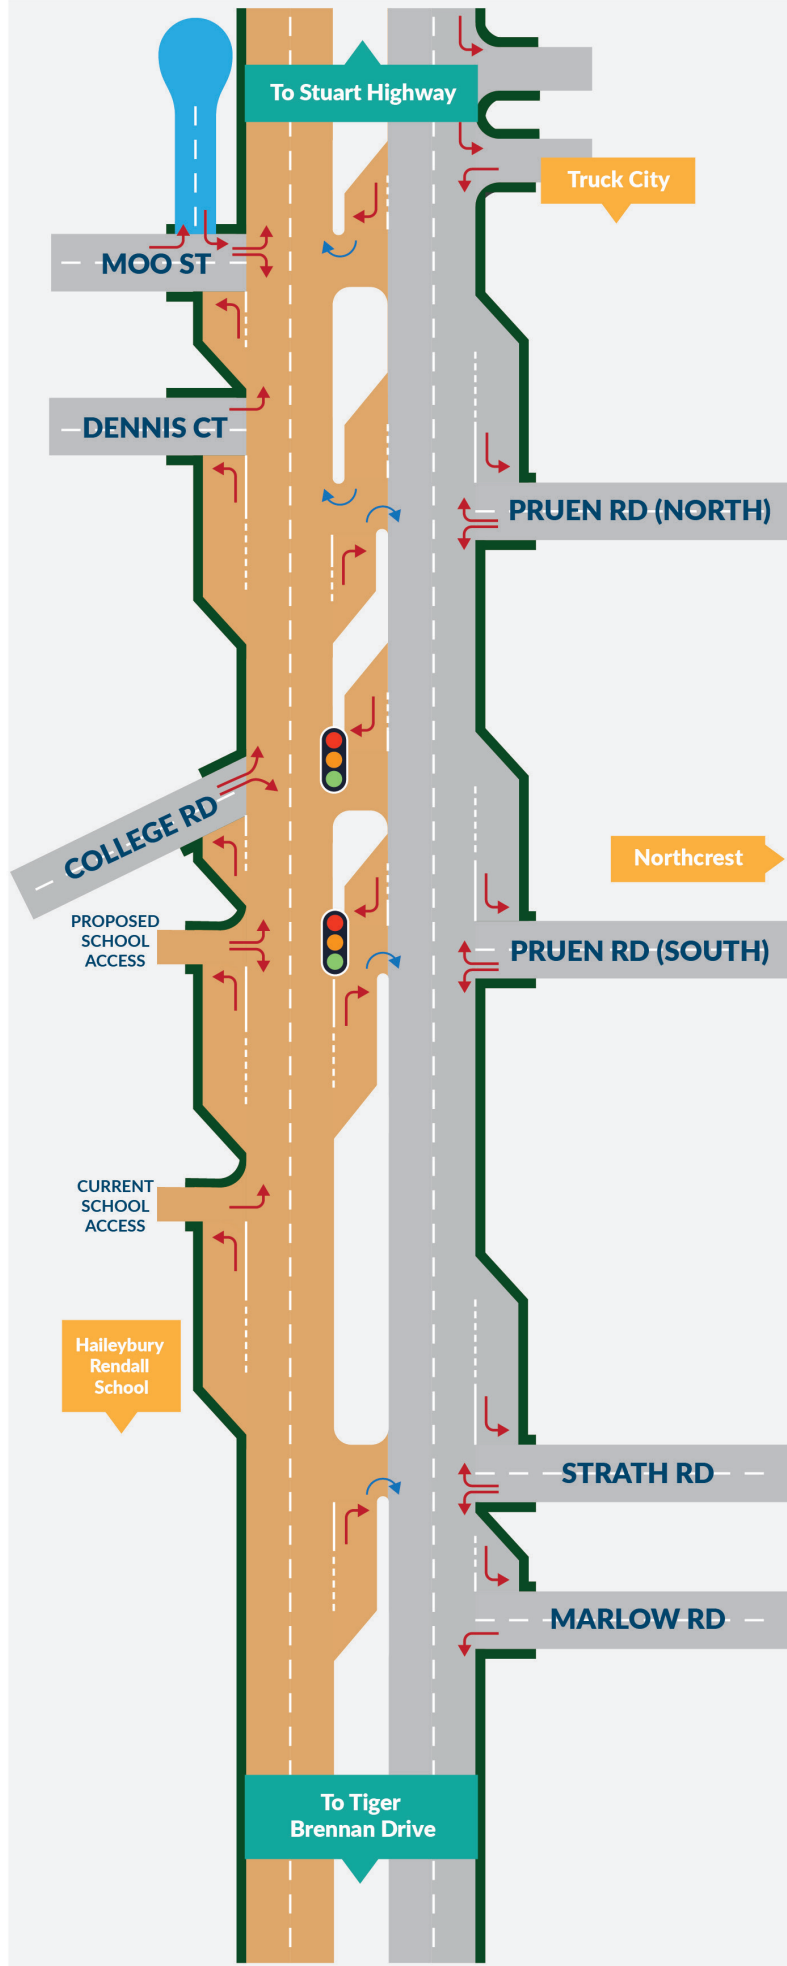 To Stuart Highway
Truck City
MOO ST
DENNIS CT
PRUEN RD (NORTH)
COLLEGE RD
Northcrest
PROPOSED
SCHOOL
ACCESS
PRUEN RD (SOUTH)
CURRENT
SCHOOL
ACCESS
Haileybury
Rendall
School
STRATH RD
MARLOW RD
To Tiger
Brennan Drive